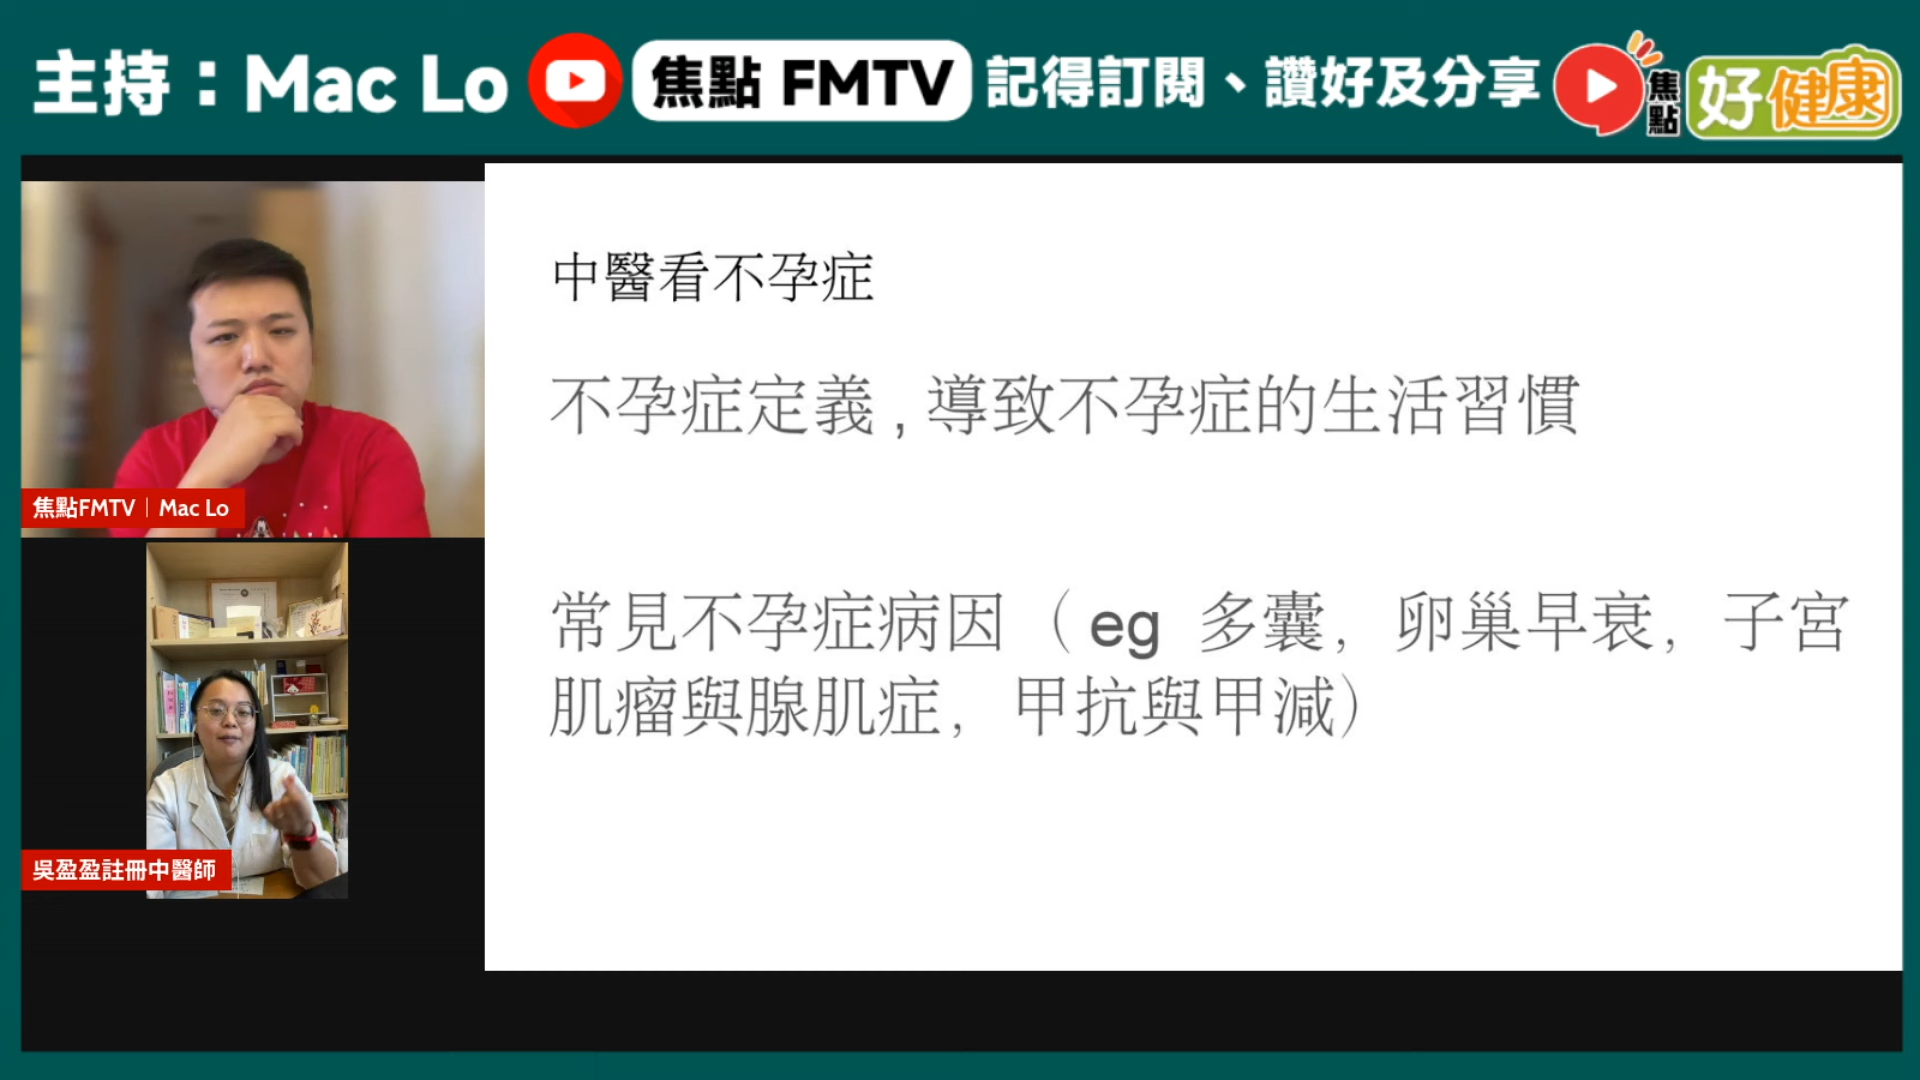 主持：Mac Lo 焦點 FMTV 記得訂閱、讚好及分享 焦點 好健康
焦點FMTV｜Mac Lo
吳盈盈註冊中醫師
中醫看不孕症
不孕症定義 , 導致不孕症的生活習慣
常見不孕症病因（ eg 多囊，卵巢早衰，子宮
肌瘤與腺肌症，甲抗與甲減）